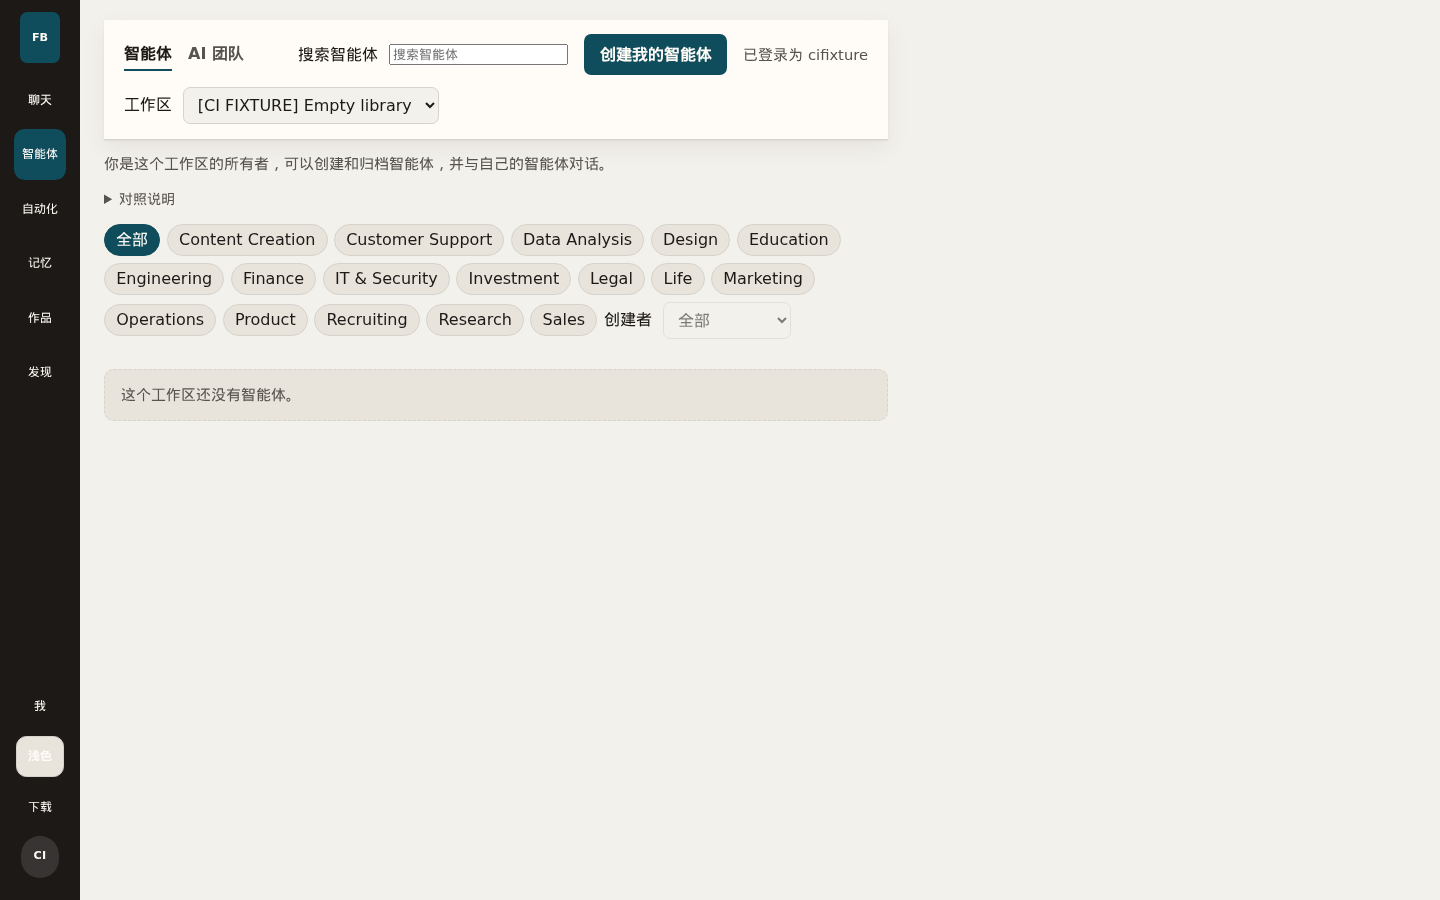 FB
聊天
智能体
自动化
记忆
作品
发现
我
浅色
下载
CI
智能体 AI 团队 搜索智能体 搜索智能体 创建我的智能体 已登录为 cifixture
工作区 [CI FIXTURE] Empty library
你是这个工作区的所有者，可以创建和归档智能体，并与自己的智能体对话。
▶ 对照说明
全部 Content Creation Customer Support Data Analysis Design Education
Engineering Finance IT & Security Investment Legal Life Marketing
Operations Product Recruiting Research Sales 创建者 全部
这个工作区还没有智能体。